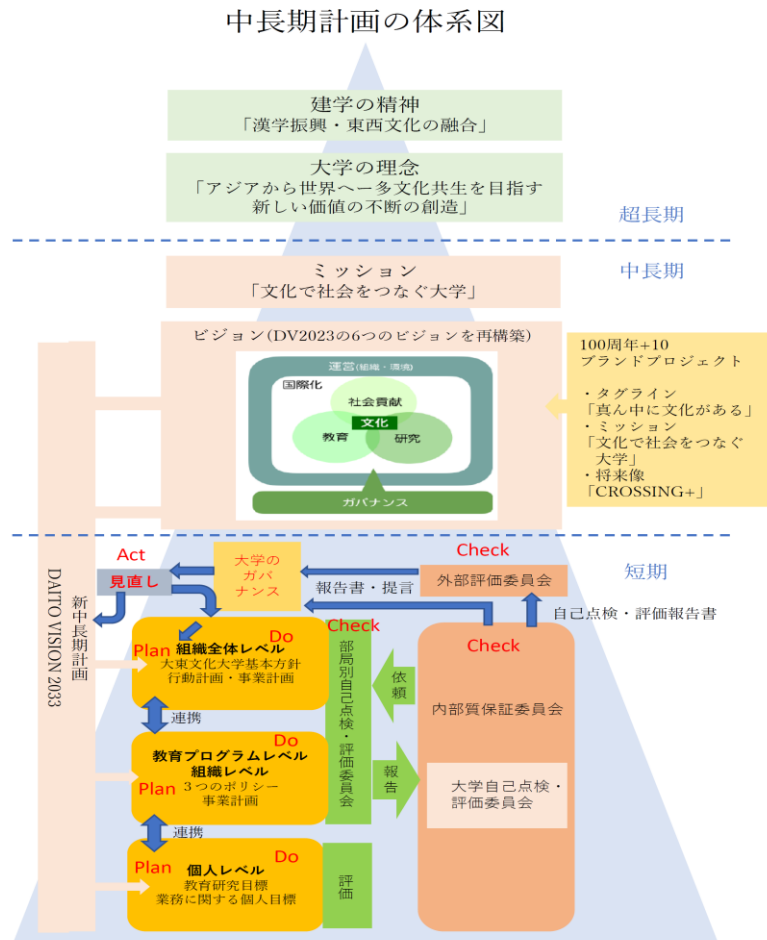 中長期計画の体系図
建学の精神
「漢学振興・東西文化の融合」
大学の理念
「アジアから世界へー多文化共生を目指す
新しい価値の不断の創造」
超長期
中長期
ミッション
「文化で社会をつなぐ大学」
ビジョン(DV2023の6つのビジョンを再構築)
運営(組織・環境)
国際化
社会貢献
文化
教育
研究
ガバナンス
100周年+10
ブランドプロジェクト
・タグライン
「真ん中に文化がある」
・ミッション
「文化で社会をつなぐ
大学」
・将来像
「CROSSING+」
新中長期計画
DAITO VISION 2033
短期
Act
見直し
大学の
ガバ
ナンス
Check
外部評価委員会
報告書・提言
自己点検・評価報告書
Plan
Do
組織全体レベル
大東文化大学基本方針
行動計画・事業計画
Check
部局別自己点検・評価委員会
依頼
報告
Check
内部質保証委員会
大学自己点検・
評価委員会
連携
Do
教育プログラムレベル
組織レベル
Plan
３つのポリシー
事業計画
連携
Plan
Do
個人レベル
教育研究目標
業務に関する個人目標
評価